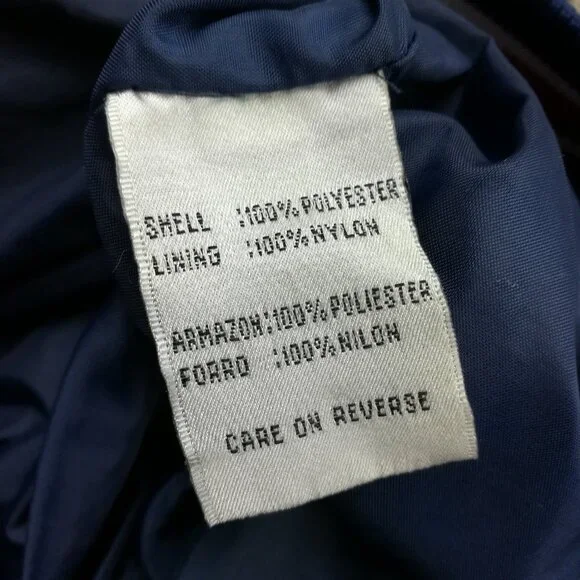 SHELL :100% POLYESTER
LINING :100% NYLON
ARMAZON:100% POLIESTER
FORRO :100% NILON
CARE ON REVERSE